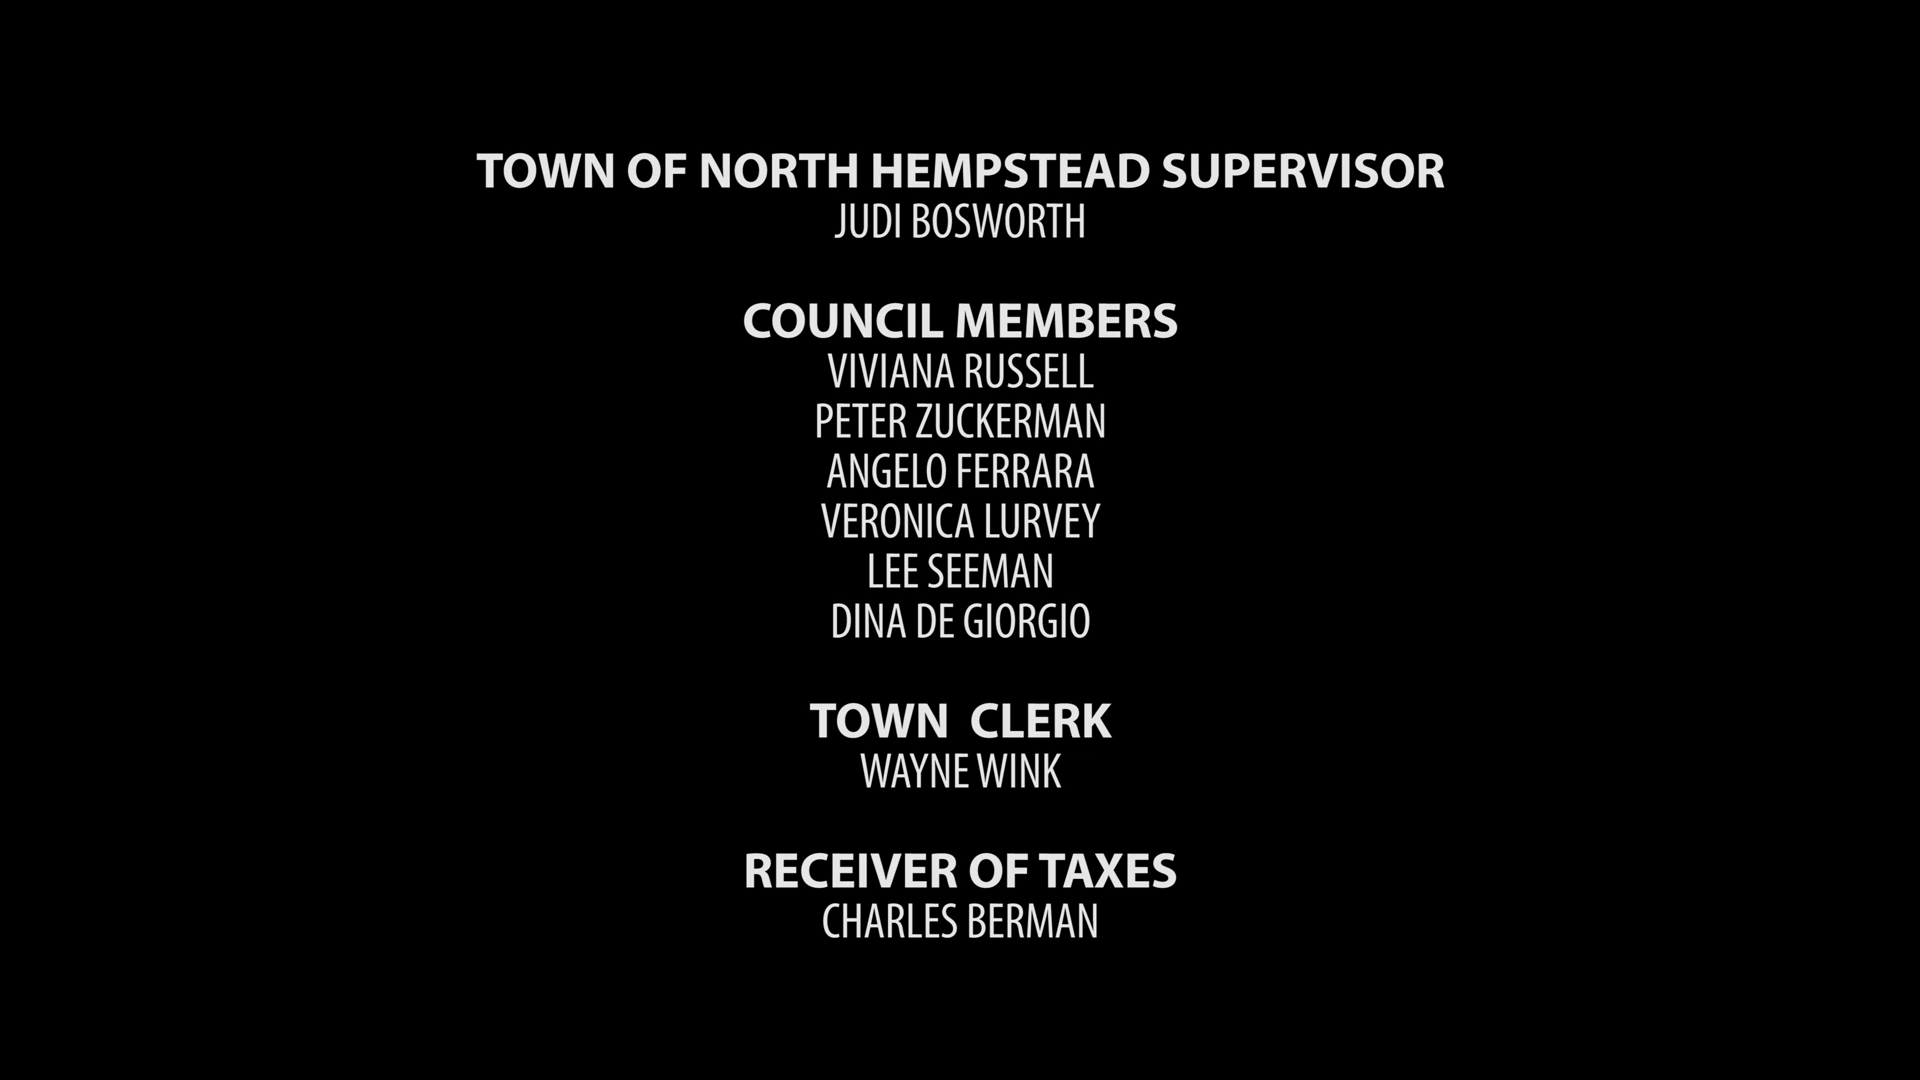 TOWN OF NORTH HEMPSTEAD SUPERVISOR
JUDI BOSWORTH
COUNCIL MEMBERS
VIVIANA RUSSELL
PETER ZUCKERMAN
ANGELO FERRARA
VERONICA LURVEY
LEE SEEMAN
DINA DE GIORGIO
TOWN  CLERK
WAYNE WINK
RECEIVER OF TAXES
CHARLES BERMAN